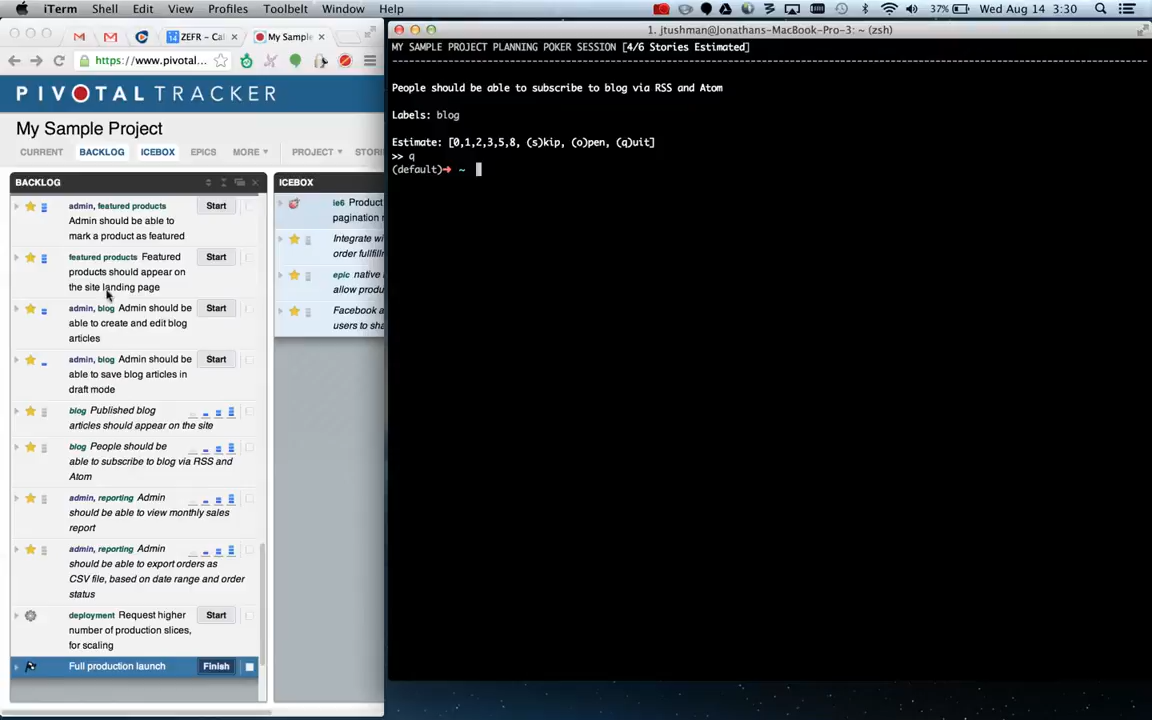 iTerm Shell Edit View Profiles Toolbelt Window Help 37% Wed Aug 14 3:30
ZEFR – Cal
My Sample
https://www.pivotal...
PIVOTAL TRACKER
My Sample Project
CURRENT BACKLOG ICEBOX EPICS MORE PROJECT STORIE
BACKLOG
admin, featured products Start
Admin should be able to
mark a product as featured
featured products Featured Start
products should appear on
the site landing page
admin, blog Admin should be Start
able to create and edit blog
articles
admin, blog Admin should be Start
able to save blog articles in
draft mode
blog Published blog
articles should appear on the site
blog People should be
able to subscribe to blog via RSS and
Atom
admin, reporting Admin
should be able to view monthly sales
report
admin, reporting Admin
should be able to export orders as
CSV file, based on date range and order
status
deployment Request higher Start
number of production slices,
for scaling
Full production launch Finish
ICEBOX
ie6 Product
pagination
Integrate wi
order fullfilln
epic native
allow produ
Facebook a
users to sha
1. jtushman@Jonathans-MacBook-Pro-3: ~ (zsh)
MY SAMPLE PROJECT PLANNING POKER SESSION [4/6 Stories Estimated]
People should be able to subscribe to blog via RSS and Atom
Labels: blog
Estimate: [0,1,2,3,5,8, (s)kip, (o)pen, (q)uit]
>> q
(default)➜ ~